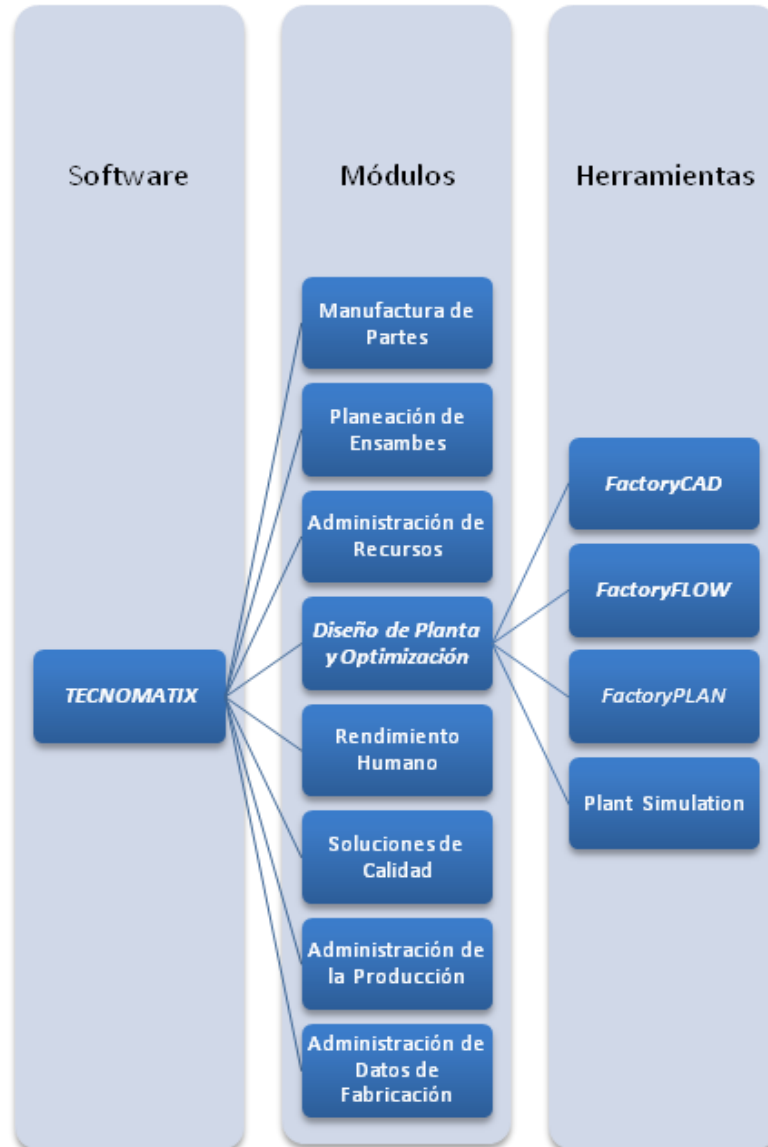 Software
Módulos
Herramientas
TECNOMATIX
Manufactura de
Partes
Planeación de
Ensambes
Administración de
Recursos
Diseño de Planta
y Optimización
Rendimiento
Humano
Soluciones de
Calidad
Administración de
la Producción
Administración de
Datos de
Fabricación
FactoryCAD
FactoryFLOW
FactoryPLAN
Plant Simulation